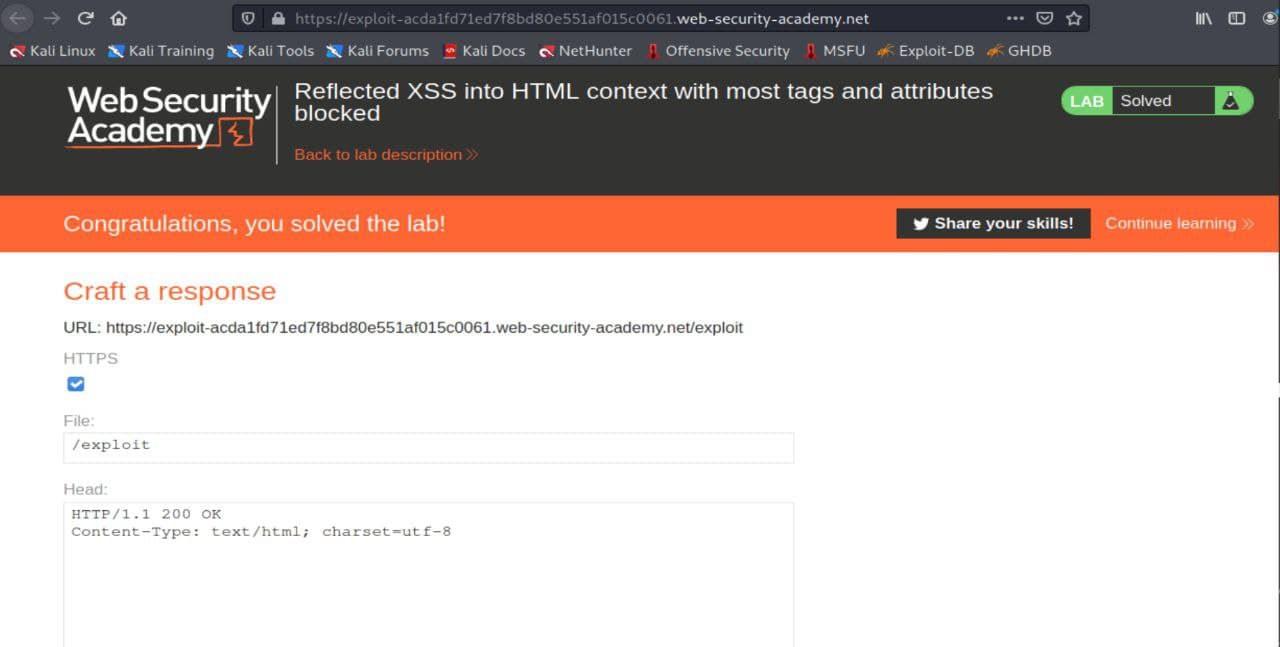 https://exploit-acda1fd71ed7f8bd80e551af015c0061.web-security-academy.net
Kali Linux Kali Training Kali Tools Kali Forums Kali Docs NetHunter Offensive Security MSFU Exploit-DB GHDB
Web Security
Academy
Reflected XSS into HTML context with most tags and attributes
blocked
Back to lab description
LAB Solved
Congratulations, you solved the lab!
Share your skills!
Continue learning
Craft a response
URL: https://exploit-acda1fd71ed7f8bd80e551af015c0061.web-security-academy.net/exploit
HTTPS
File:
/exploit
Head:
HTTP/1.1 200 OK
Content-Type: text/html; charset=utf-8